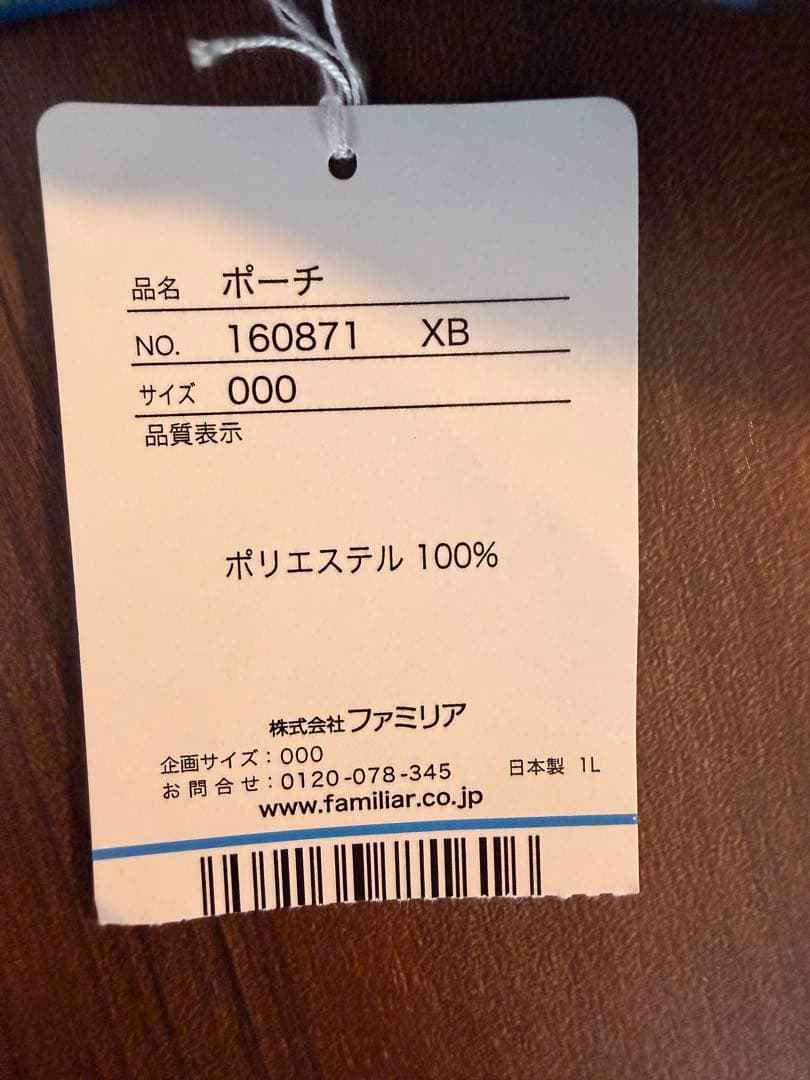 品名 ポーチ
NO. 160871 XB
サイズ 000
品質表示
ポリエステル 100%
株式会社ファミリア
企画サイズ：000
お問合せ：0120-078-345 日本製 1L
www.familiar.co.jp